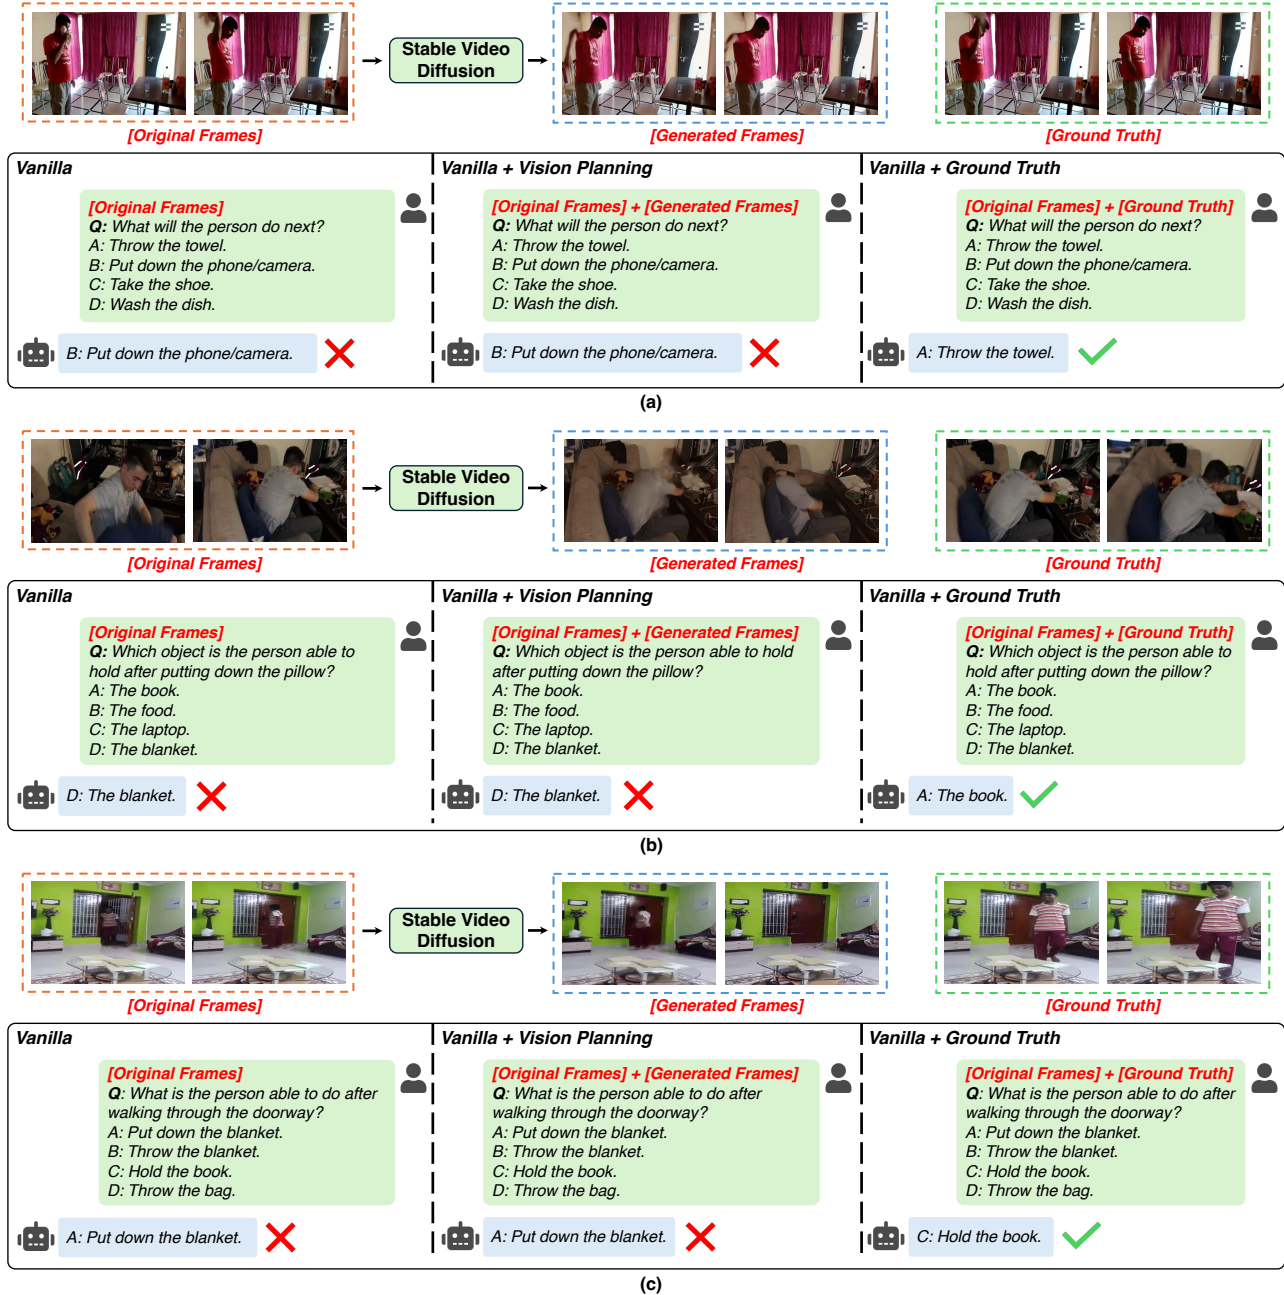 Stable Video
Diffusion
[Original Frames]
[Generated Frames]
[Ground Truth]
Vanilla
[Original Frames]
Q: What will the person do next?
A: Throw the towel.
B: Put down the phone/camera.
C: Take the shoe.
D: Wash the dish.
B: Put down the phone/camera.
Vanilla + Vision Planning
[Original Frames] + [Generated Frames]
Q: What will the person do next?
A: Throw the towel.
B: Put down the phone/camera.
C: Take the shoe.
D: Wash the dish.
B: Put down the phone/camera.
Vanilla + Ground Truth
[Original Frames] + [Ground Truth]
Q: What will the person do next?
A: Throw the towel.
B: Put down the phone/camera.
C: Take the shoe.
D: Wash the dish.
A: Throw the towel.
(a)
Stable Video
Diffusion
[Original Frames]
[Generated Frames]
[Ground Truth]
Vanilla
[Original Frames]
Q: Which object is the person able to
hold after putting down the pillow?
A: The book.
B: The food.
C: The laptop.
D: The blanket.
D: The blanket.
Vanilla + Vision Planning
[Original Frames] + [Generated Frames]
Q: Which object is the person able to hold
after putting down the pillow?
A: The book.
B: The food.
C: The laptop.
D: The blanket.
D: The blanket.
Vanilla + Ground Truth
[Original Frames] + [Ground Truth]
Q: Which object is the person able to
hold after putting down the pillow?
A: The book.
B: The food.
C: The laptop.
D: The blanket.
A: The book.
(b)
Stable Video
Diffusion
[Original Frames]
[Generated Frames]
[Ground Truth]
Vanilla
[Original Frames]
Q: What is the person able to do after
walking through the doorway?
A: Put down the blanket.
B: Throw the blanket.
C: Hold the book.
D: Throw the bag.
A: Put down the blanket.
Vanilla + Vision Planning
[Original Frames] + [Generated Frames]
Q: What is the person able to do after
walking through the doorway?
A: Put down the blanket.
B: Throw the blanket.
C: Hold the book.
D: Throw the bag.
A: Put down the blanket.
Vanilla + Ground Truth
[Original Frames] + [Ground Truth]
Q: What is the person able to do after
walking through the doorway?
A: Put down the blanket.
B: Throw the blanket.
C: Hold the book.
D: Throw the bag.
C: Hold the book.
(c)